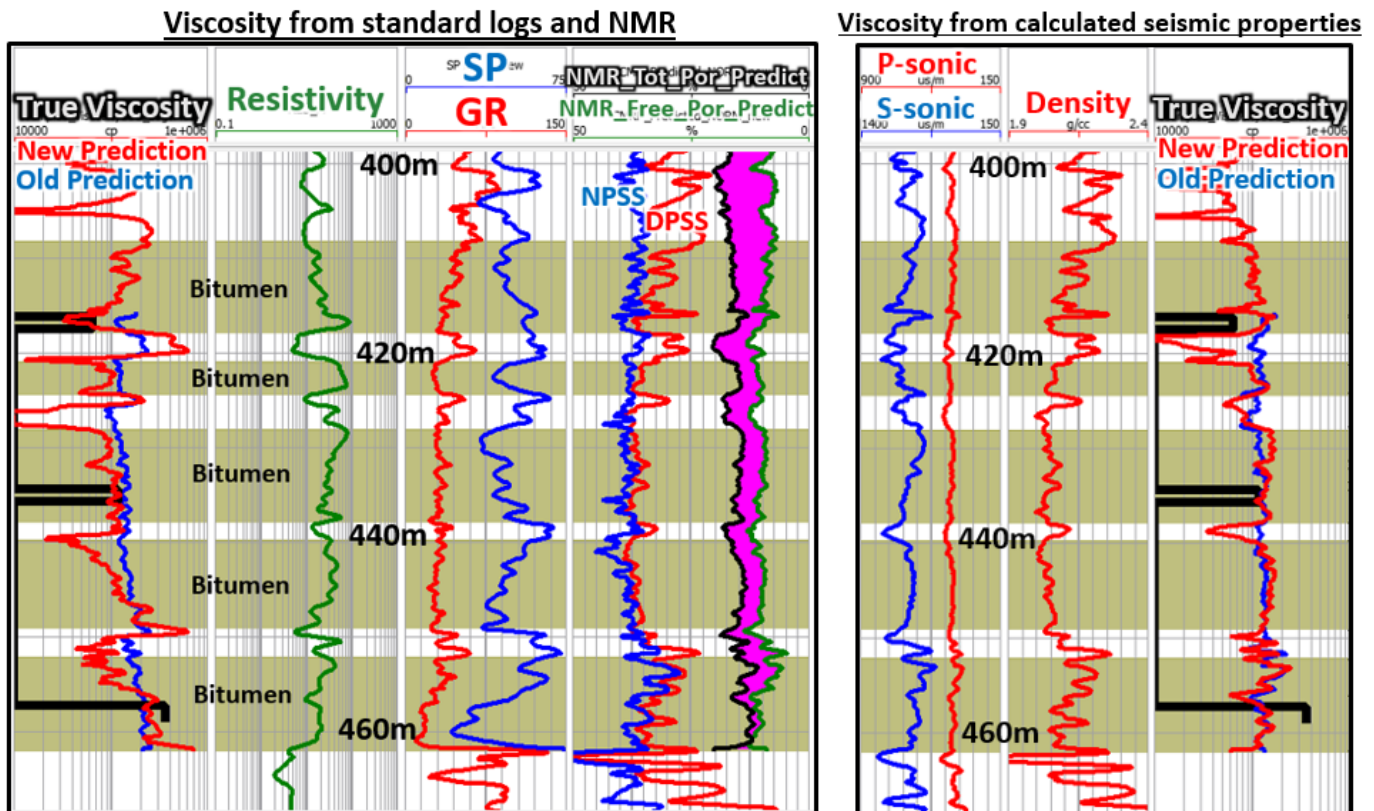 Viscosity from standard logs and NMR
True Viscosity
10000 cp 1e+006
New Prediction
Old Prediction
Resistivity
0.1 1000
SP
0 75
GR
0 150
NMR_Tot_Por_Predict
NMR_Free_Por_Predict
50 % 0
400m
NPSS
DPSS
Bitumen
420m
Bitumen
Bitumen
440m
Bitumen
Bitumen
460m
Viscosity from calculated seismic properties
P-sonic
900 us/m 150
S-sonic
1400 us/m 150
Density
1.9 g/cc 2.4
True Viscosity
10000 cp 1e+006
New Prediction
Old Prediction
400m
420m
440m
460m